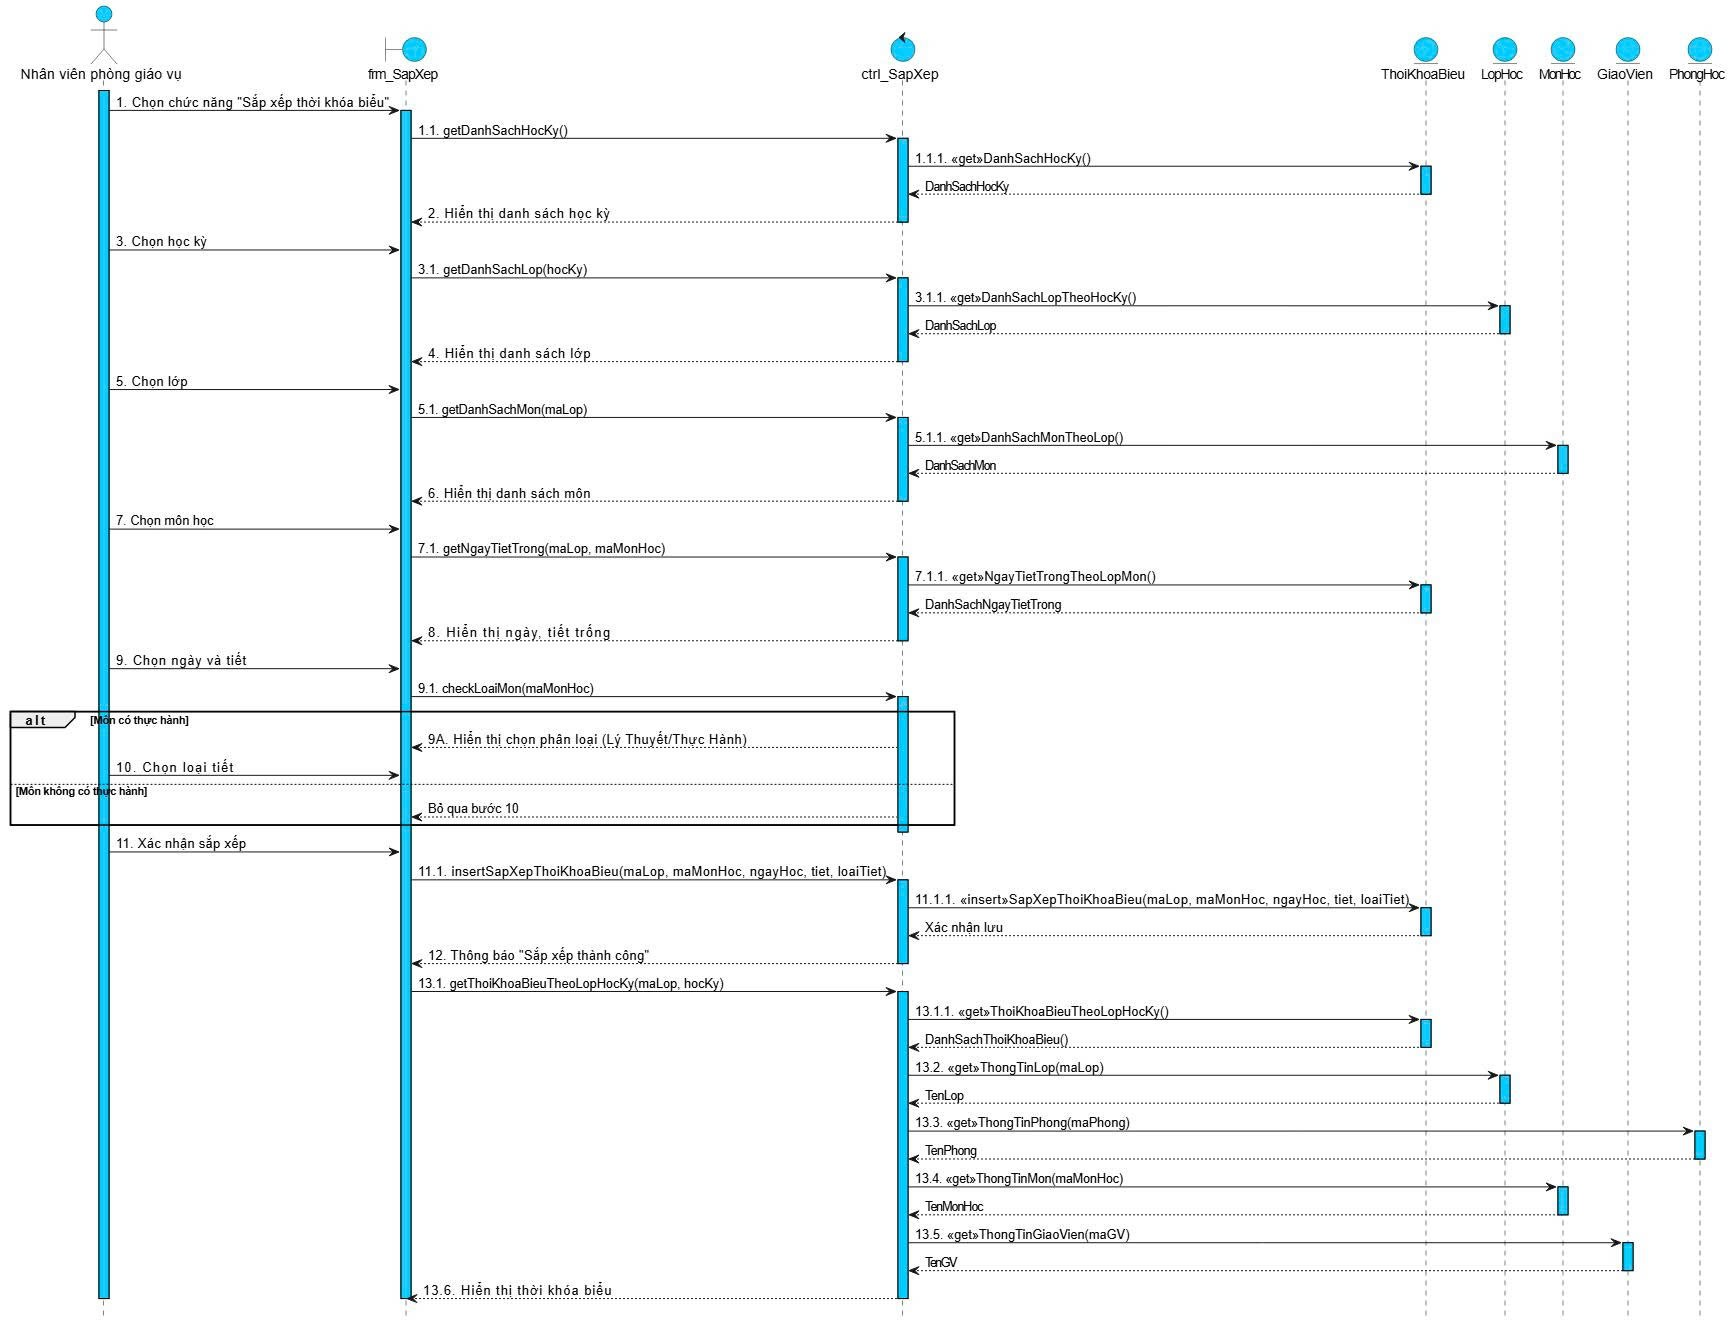 Nhân viên phòng giáo vụ
frm_SapXep
ctrl_SapXep
ThoiKhoaBieu
LopHoc
MonHoc
GiaoVien
PhongHoc
1. Chọn chức năng "Sắp xếp thời khóa biểu"
1.1. getDanhSachHocKy()
1.1.1. «get»DanhSachHocKy()
DanhSachHocKy
2. Hiển thị danh sách học kỳ
3. Chọn học kỳ
3.1. getDanhSachLop(hocKy)
3.1.1. «get»DanhSachLopTheoHocKy()
DanhSachLop
4. Hiển thị danh sách lớp
5. Chọn lớp
5.1. getDanhSachMon(maLop)
5.1.1. «get»DanhSachMonTheoLop()
DanhSachMon
6. Hiển thị danh sách môn
7. Chọn môn học
7.1. getNgayTietTrong(maLop, maMonHoc)
7.1.1. «get»NgayTietTrongTheoLopMon()
DanhSachNgayTietTrong
8. Hiển thị ngày, tiết trống
9. Chọn ngày và tiết
9.1. checkLoaiMon(maMonHoc)
alt [Môn có thực hành]
9A. Hiển thị chọn phân loại (Lý Thuyết/Thực Hành)
10. Chọn loại tiết
[Môn không có thực hành]
Bỏ qua bước 10
11. Xác nhận sắp xếp
11.1. insertSapXepThoiKhoaBieu(maLop, maMonHoc, ngayHoc, tiet, loaiTiet)
11.1.1. «insert»SapXepThoiKhoaBieu(maLop, maMonHoc, ngayHoc, tiet, loaiTiet)
Xác nhận lưu
12. Thông báo "Sắp xếp thành công"
13.1. getThoiKhoaBieuTheoLopHocKy(maLop, hocKy)
13.1.1. «get»ThoiKhoaBieuTheoLopHocKy()
DanhSachThoiKhoaBieu()
13.2. «get»ThongTinLop(maLop)
TenLop
13.3. «get»ThongTinPhong(maPhong)
TenPhong
13.4. «get»ThongTinMon(maMonHoc)
TenMonHoc
13.5. «get»ThongTinGiaoVien(maGV)
TenGV
13.6. Hiển thị thời khóa biểu